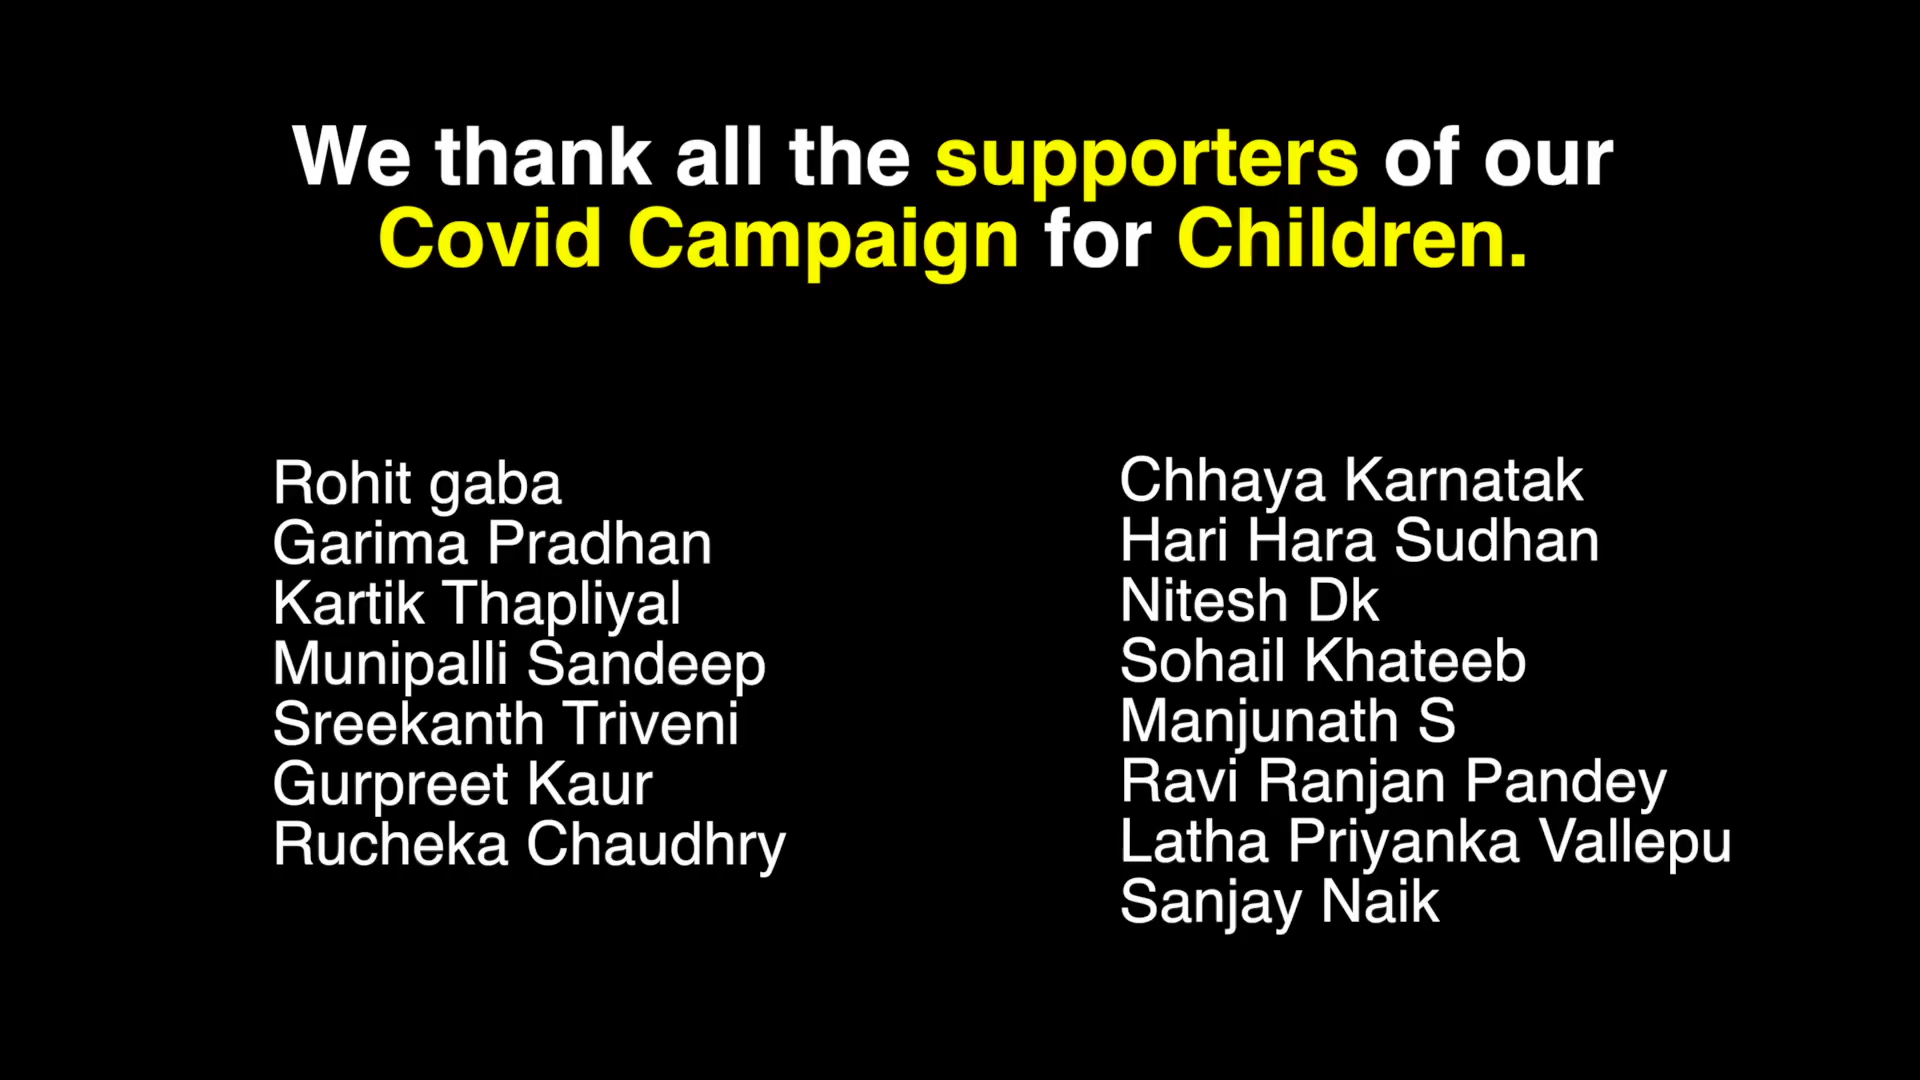 We thank all the supporters of our
Covid Campaign for Children.
Rohit gaba
Garima Pradhan
Kartik Thapliyal
Munipalli Sandeep
Sreekanth Triveni
Gurpreet Kaur
Rucheka Chaudhry
Chhaya Karnatak
Hari Hara Sudhan
Nitesh Dk
Sohail Khateeb
Manjunath S
Ravi Ranjan Pandey
Latha Priyanka Vallepu
Sanjay Naik